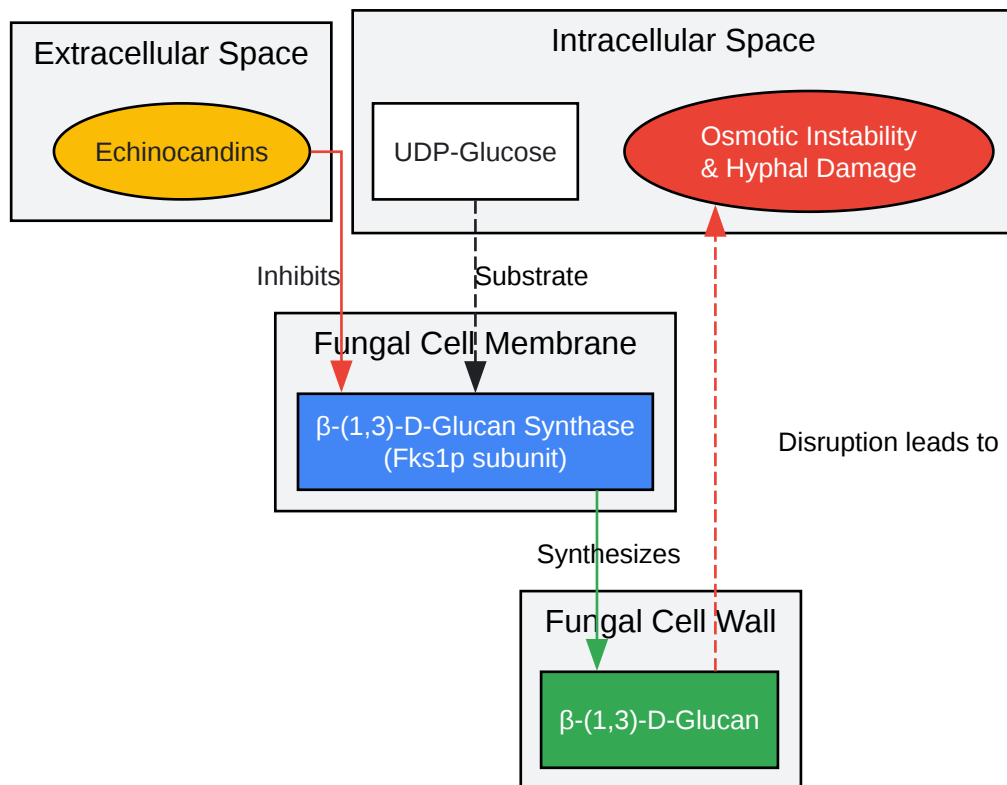 Extracellular Space
Intracellular Space
Echinocandins
UDP-Glucose
Osmotic Instability
& Hyphal Damage
Inhibits
Substrate
Fungal Cell Membrane
β-(1,3)-D-Glucan Synthase
(Fks1p subunit)
Disruption leads to
Synthesizes
Fungal Cell Wall
β-(1,3)-D-Glucan